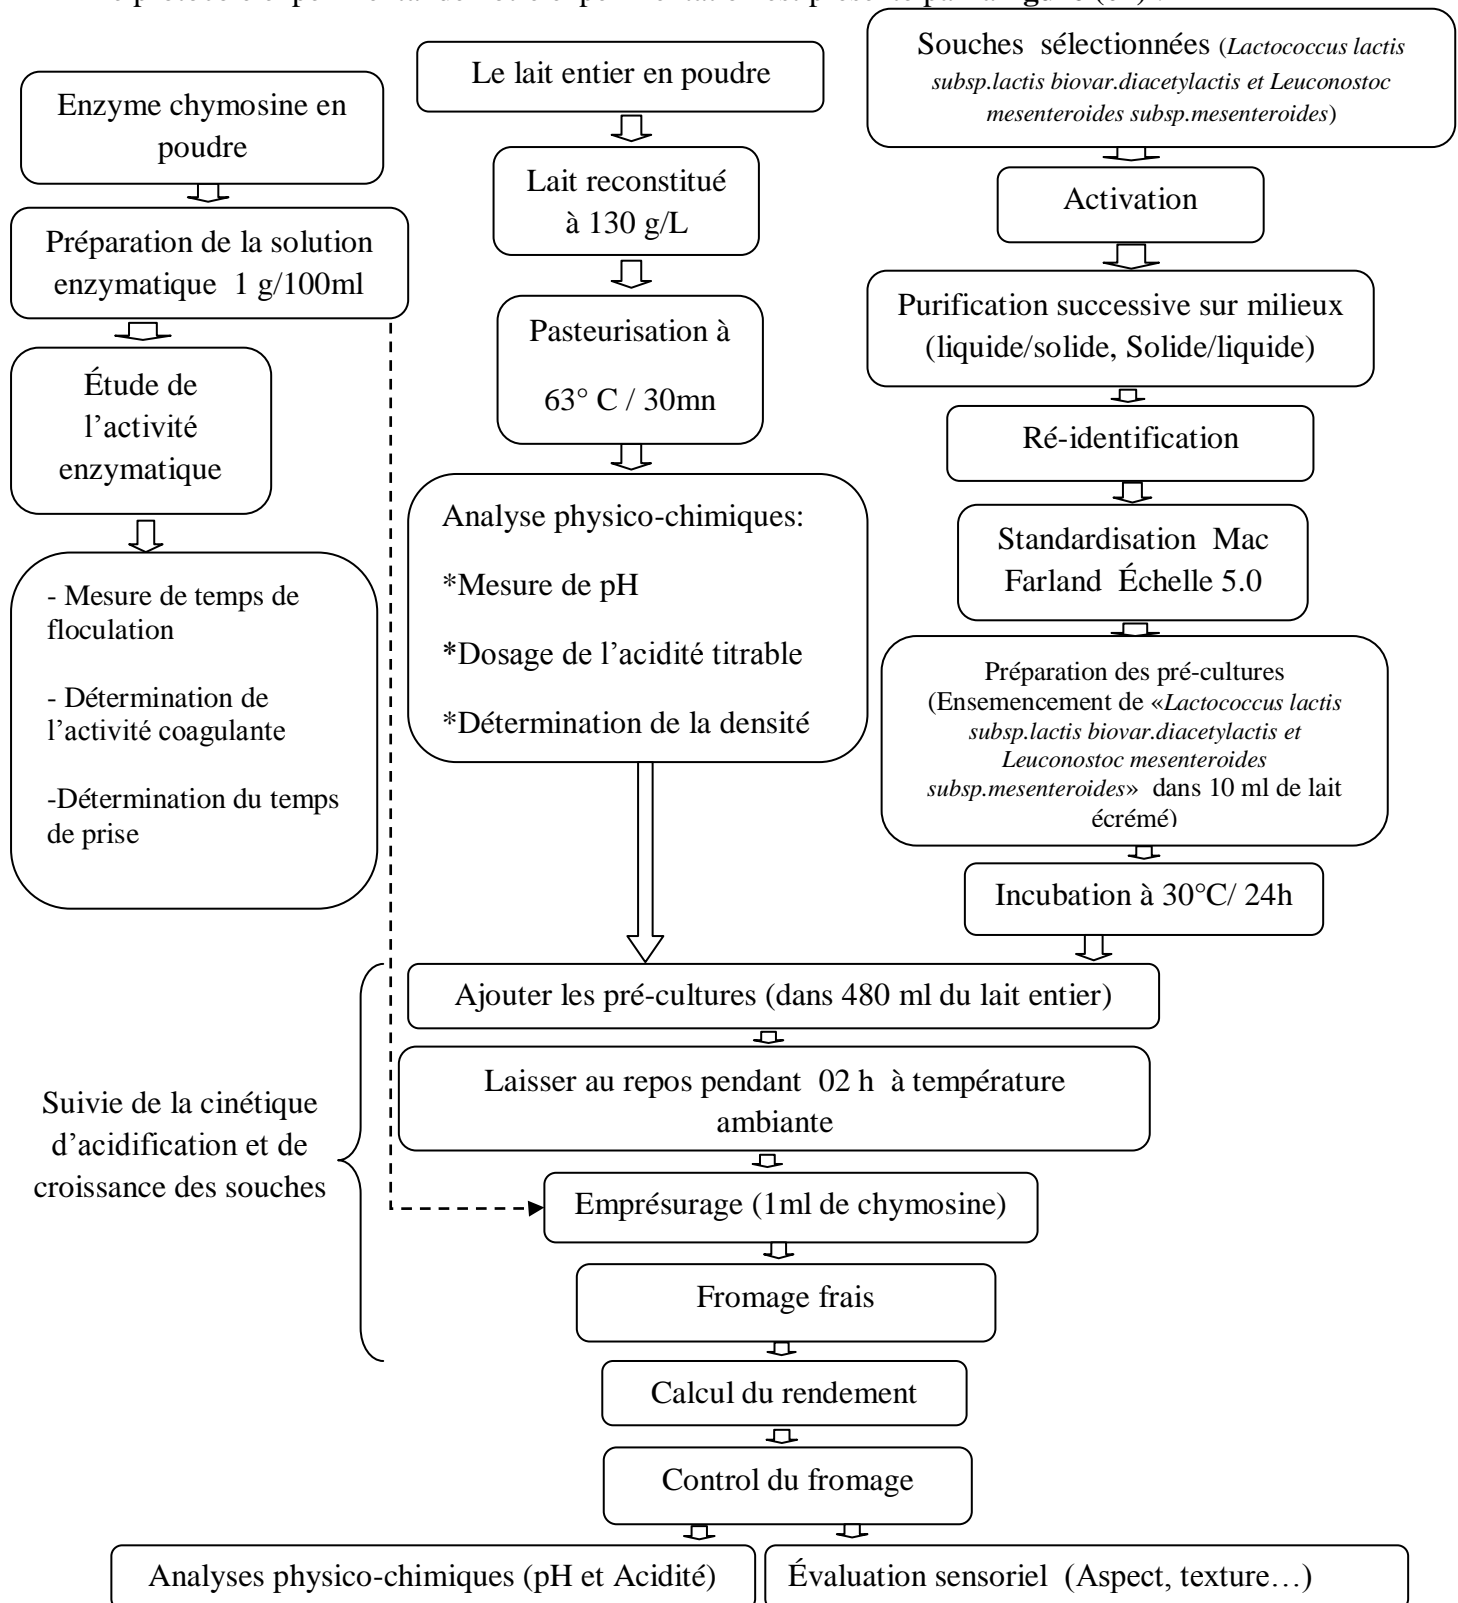 Souches sélectionnées (Lactococcus lactis
subsp.lactis biovar.diacetylactis et Leuconostoc
mesenteroides subsp.mesenteroides)
Le lait entier en poudre
Enzyme chymosine en
poudre
Lait reconstitué
à 130 g/L
Activation
Préparation de la solution
enzymatique 1 g/100ml
Pasteurisation à
63° C / 30mn
Purification successive sur milieux
(liquide/solide, Solide/liquide)
Étude de
l’activité
enzymatique
Ré-identification
Analyse physico-chimiques:
*Mesure de pH
*Dosage de l’acidité titrable
*Détermination de la densité
Standardisation Mac
Farland Échelle 5.0
- Mesure de temps de
floculation
- Détermination de
l’activité coagulante
-Détermination du temps
de prise
Préparation des pré-cultures
(Ensemencement de «Lactococcus lactis
subsp.lactis biovar.diacetylactis et
Leuconostoc mesenteroides
subsp.mesenteroides» dans 10 ml de lait
écrémé)
Incubation à 30°C/ 24h
Ajouter les pré-cultures (dans 480 ml du lait entier)
Laisser au repos pendant 02 h à température
ambiante
Suivie de la cinétique
d’acidification et de
croissance des souches
Emprésurage (1ml de chymosine)
Fromage frais
Calcul du rendement
Control du fromage
Analyses physico-chimiques (pH et Acidité)
Évaluation sensoriel (Aspect, texture…)